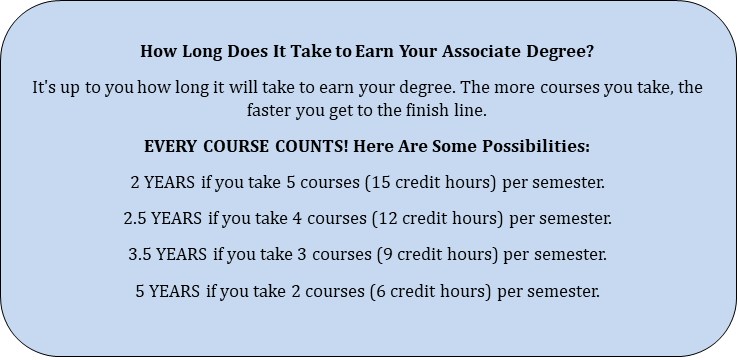 How Long Does It Take to Earn Your Associate Degree?
It's up to you how long it will take to earn your degree. The more courses you take, the
faster you get to the finish line.
EVERY COURSE COUNTS! Here Are Some Possibilities:
2 YEARS if you take 5 courses (15 credit hours) per semester.
2.5 YEARS if you take 4 courses (12 credit hours) per semester.
3.5 YEARS if you take 3 courses (9 credit hours) per semester.
5 YEARS if you take 2 courses (6 credit hours) per semester.